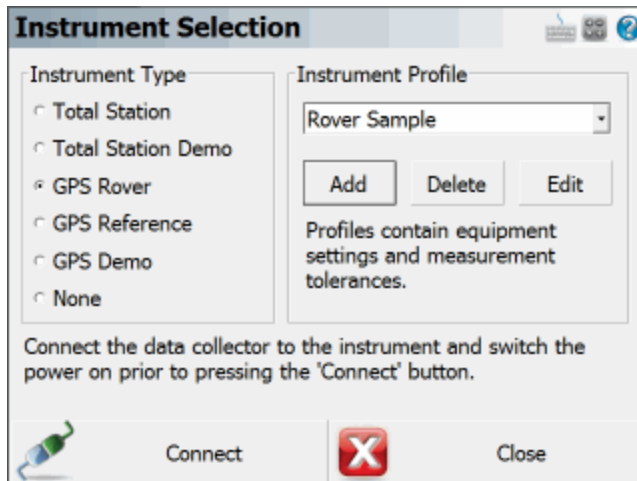 Instrument Selection
Instrument Type
Total Station
Total Station Demo
GPS Rover
GPS Reference
GPS Demo
None
Instrument Profile
Rover Sample
Add
Delete
Edit
Profiles contain equipment
settings and measurement
tolerances.
Connect the data collector to the instrument and switch the
power on prior to pressing the 'Connect' button.
Connect
Close